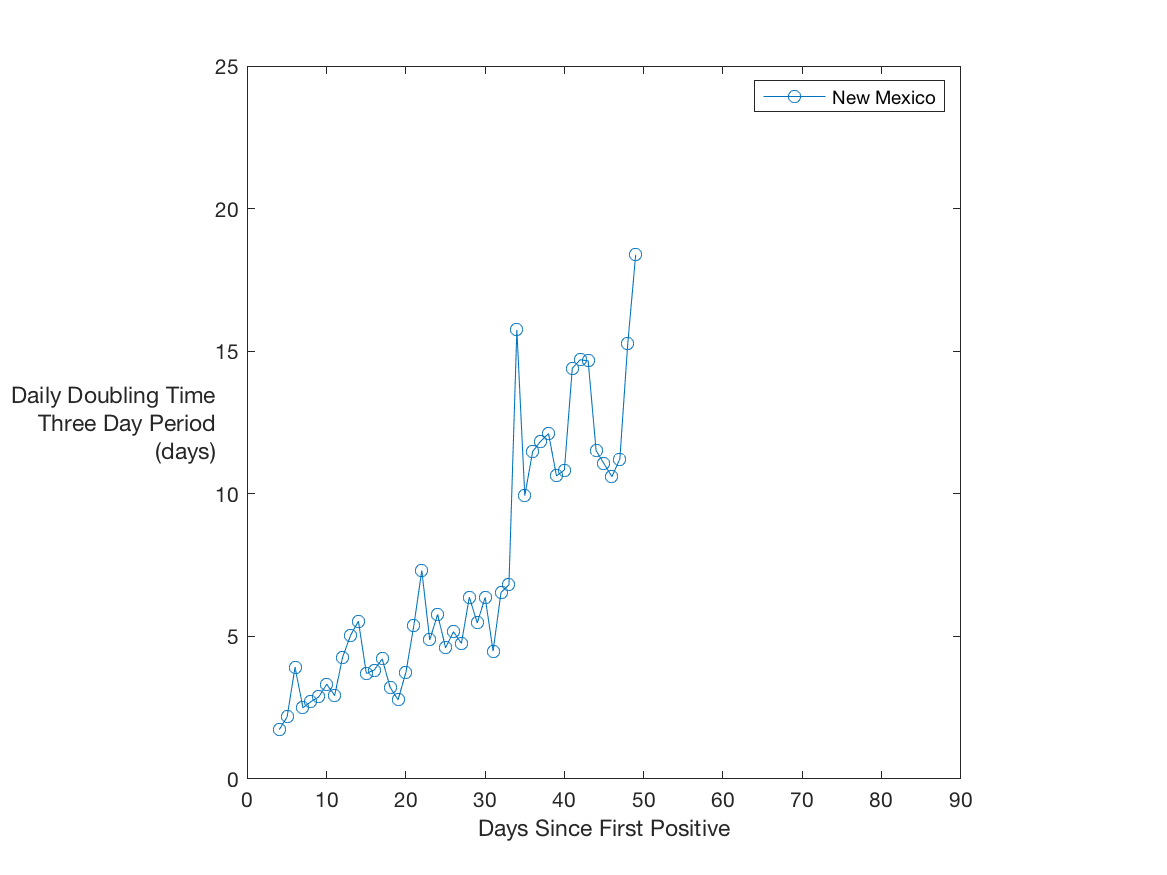 25
New Mexico
20
15
Daily Doubling Time
Three Day Period
(days)
10
5
0
0 10 20 30 40 50 60 70 80 90
Days Since First Positive